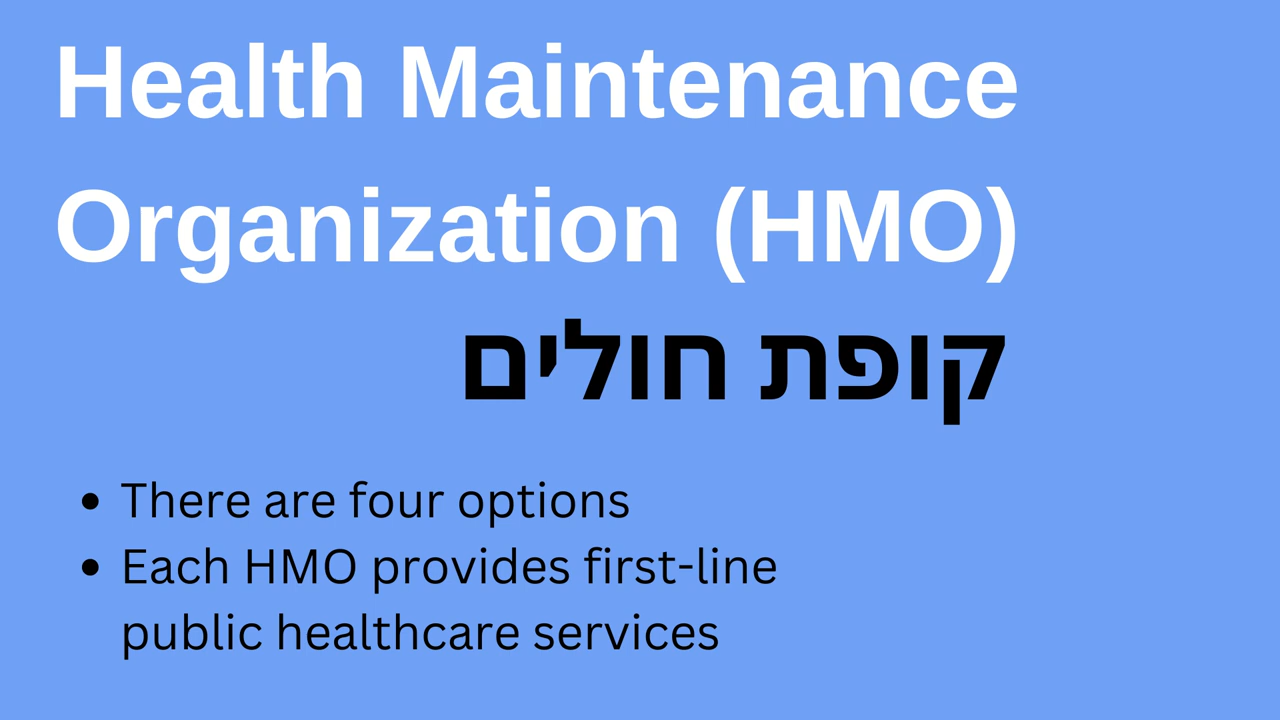 Health Maintenance
Organization (HMO)
קופת חולים
• There are four options
• Each HMO provides first-line
public healthcare services